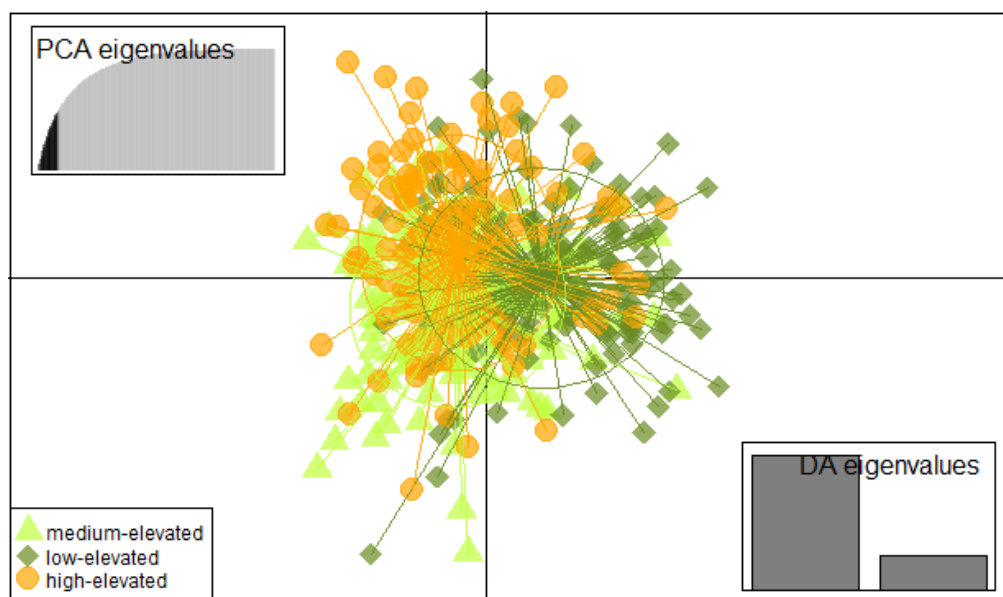 PCA eigenvalues
DA eigenvalues
medium-elevated
low-elevated
high-elevated